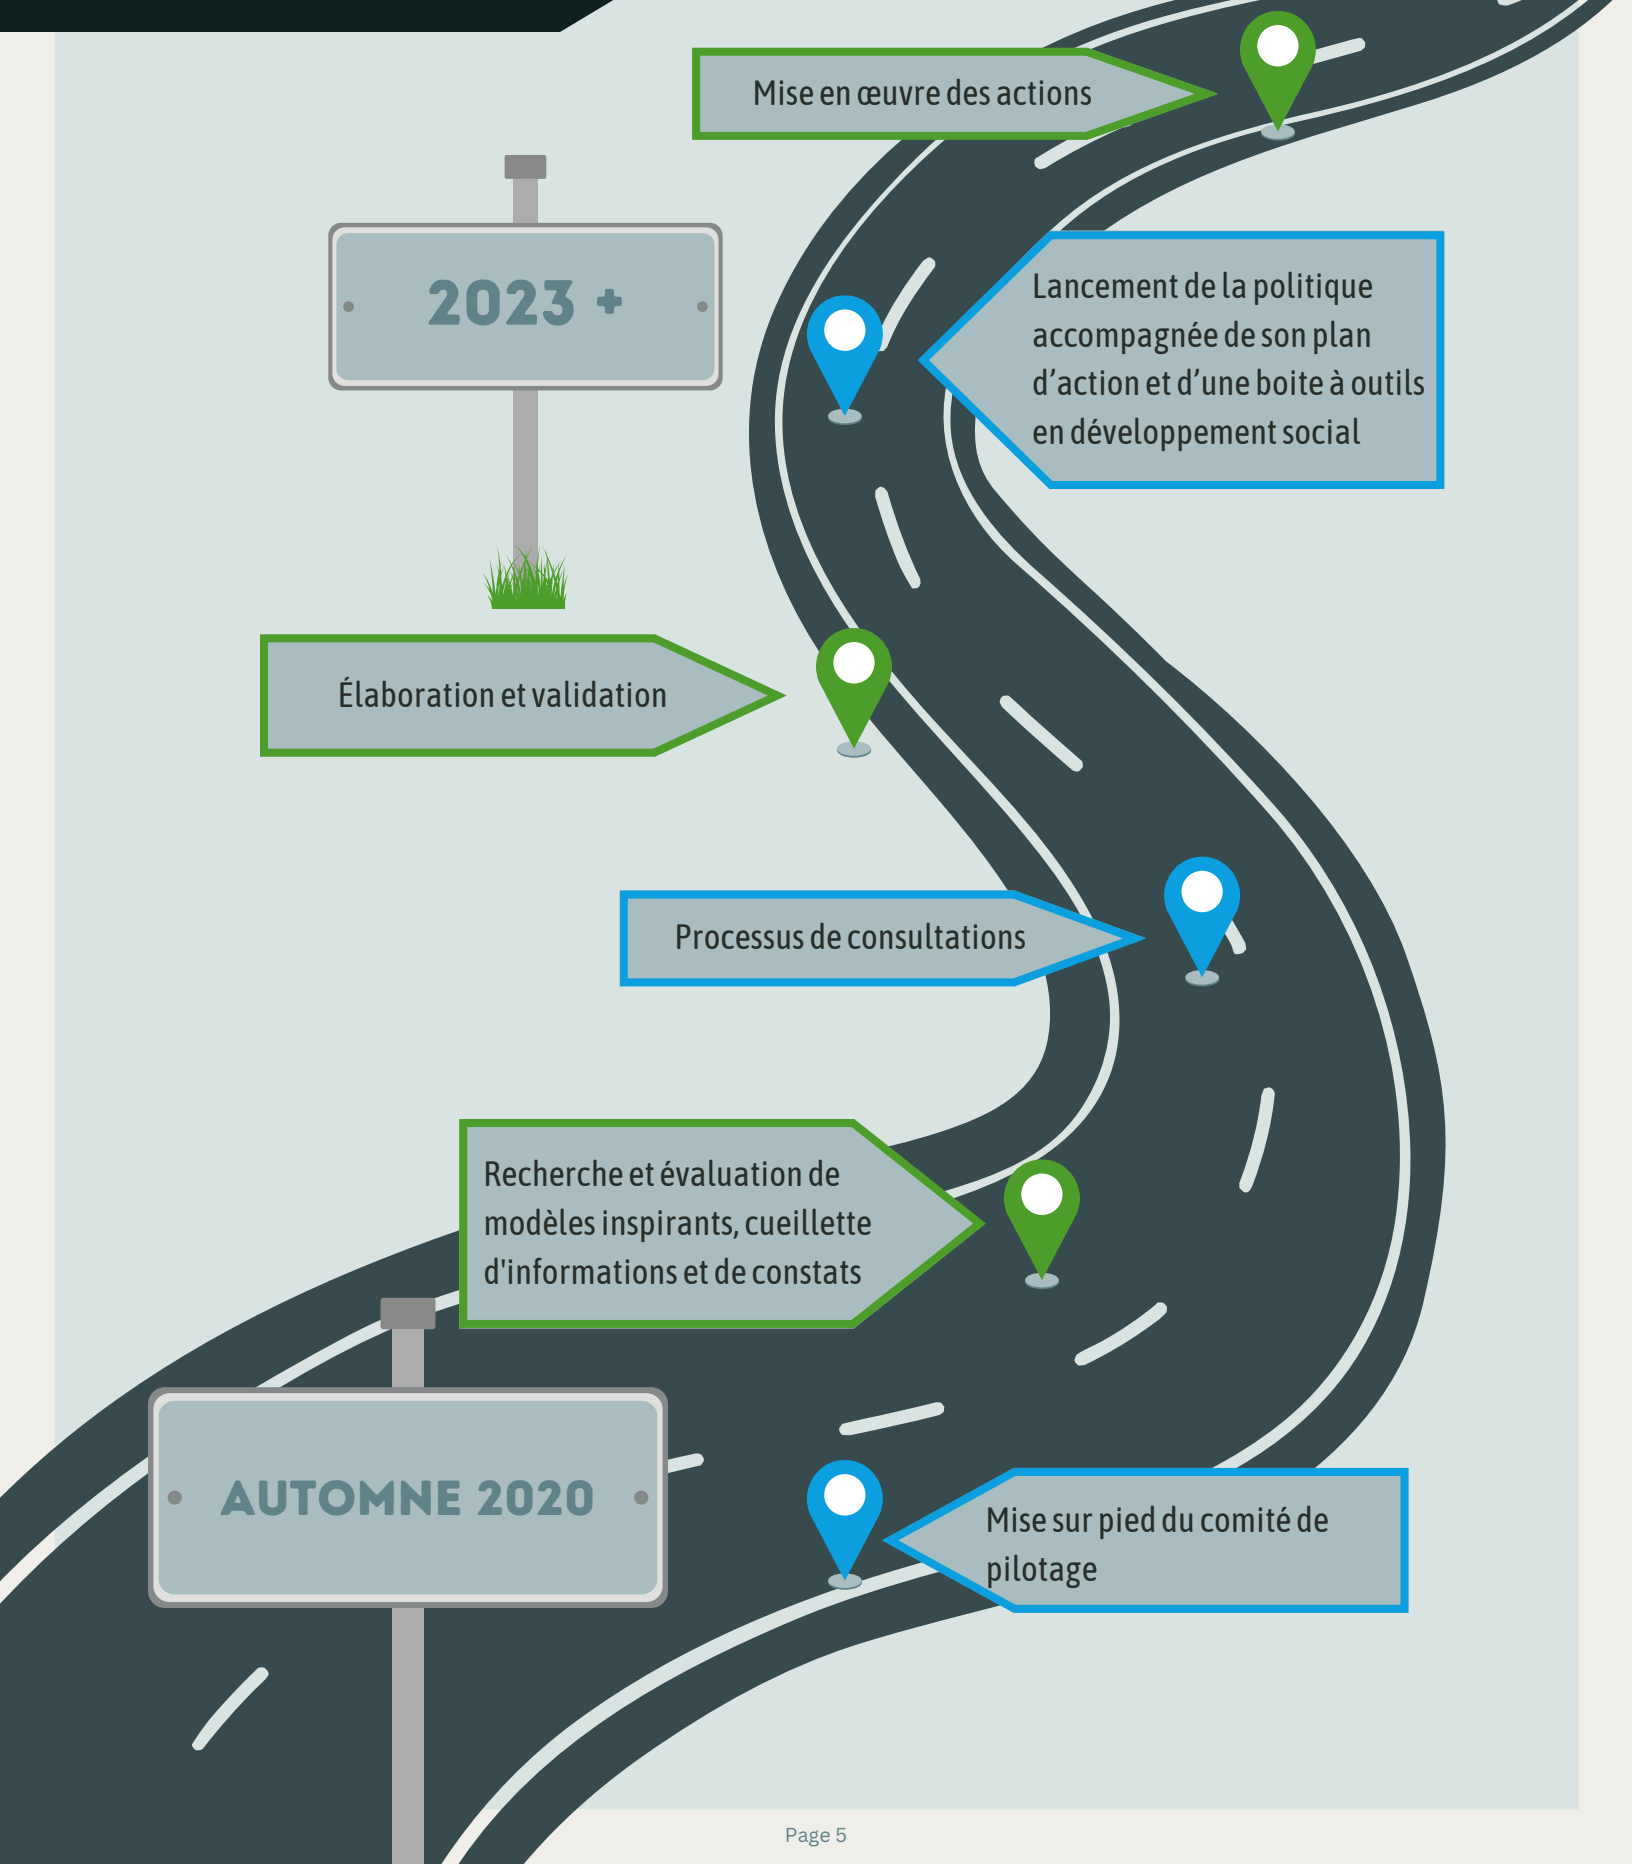 Mise en œuvre des actions
2023 +
Lancement de la politique
accompagnée de son plan
d’action et d’une boite à outils
en développement social
Élaboration et validation
Processus de consultations
Recherche et évaluation de
modèles inspirants, cueillette
d'informations et de constats
AUTOMNE 2020
Mise sur pied du comité de
pilotage
Page 5